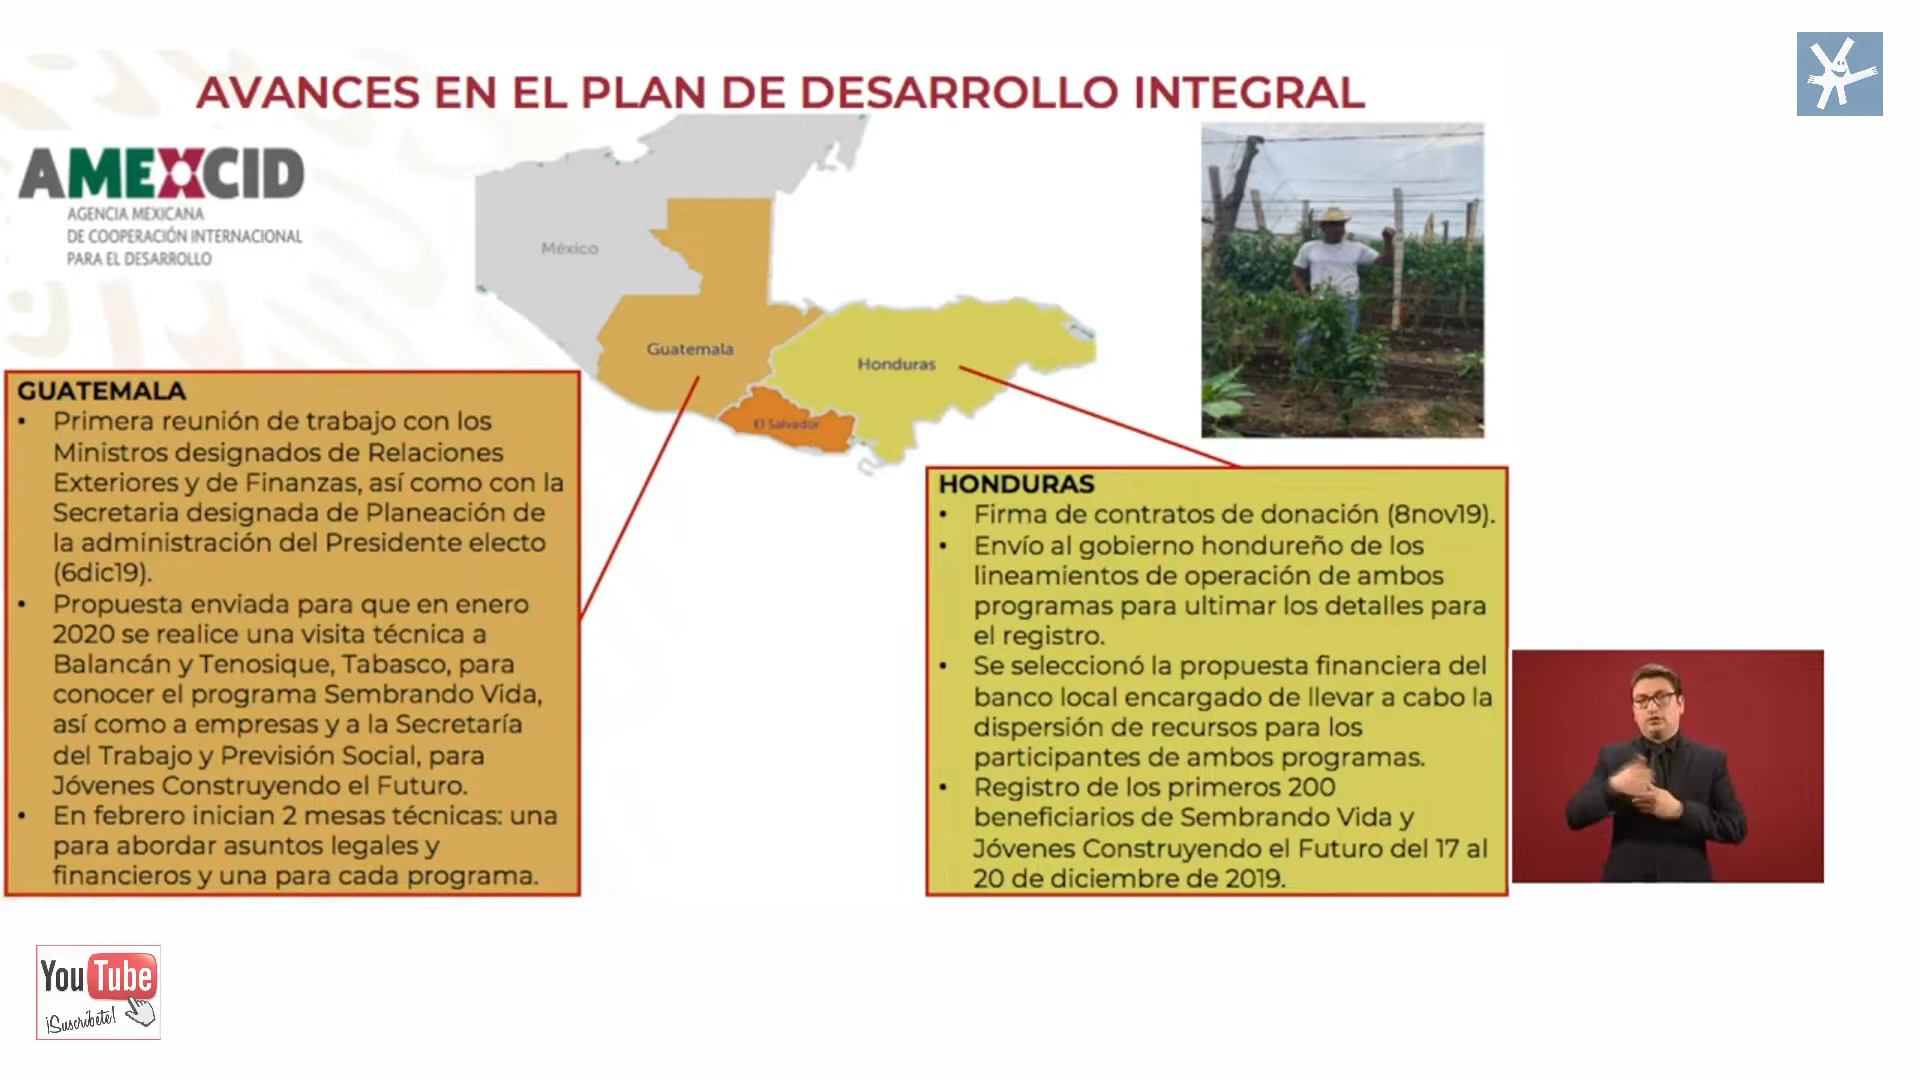 AVANCES EN EL PLAN DE DESARROLLO INTEGRAL
AMEXCID
AGENCIA MEXICANA
DE COOPERACIÓN INTERNACIONAL
PARA EL DESARROLLO
México
Guatemala
Honduras
El Salvador
GUATEMALA
• Primera reunión de trabajo con los
Ministros designados de Relaciones
Exteriores y de Finanzas, así como con la
Secretaria designada de Planeación de
la administración del Presidente electo
(6dic19).
• Propuesta enviada para que en enero
2020 se realice una visita técnica a
Balancán y Tenosique, Tabasco, para
conocer el programa Sembrando Vida,
así como a empresas y a la Secretaría
del Trabajo y Previsión Social, para
Jóvenes Construyendo el Futuro.
• En febrero inician 2 mesas técnicas: una
para abordar asuntos legales y
financieros y una para cada programa.
HONDURAS
• Firma de contratos de donación (8nov19).
• Envío al gobierno hondureño de los
lineamientos de operación de ambos
programas para ultimar los detalles para
el registro.
• Se seleccionó la propuesta financiera del
banco local encargado de llevar a cabo la
dispersión de recursos para los
participantes de ambos programas.
• Registro de los primeros 200
beneficiarios de Sembrando Vida y
Jóvenes Construyendo el Futuro del 17 al
20 de diciembre de 2019.
YouTube
¡Suscríbete!